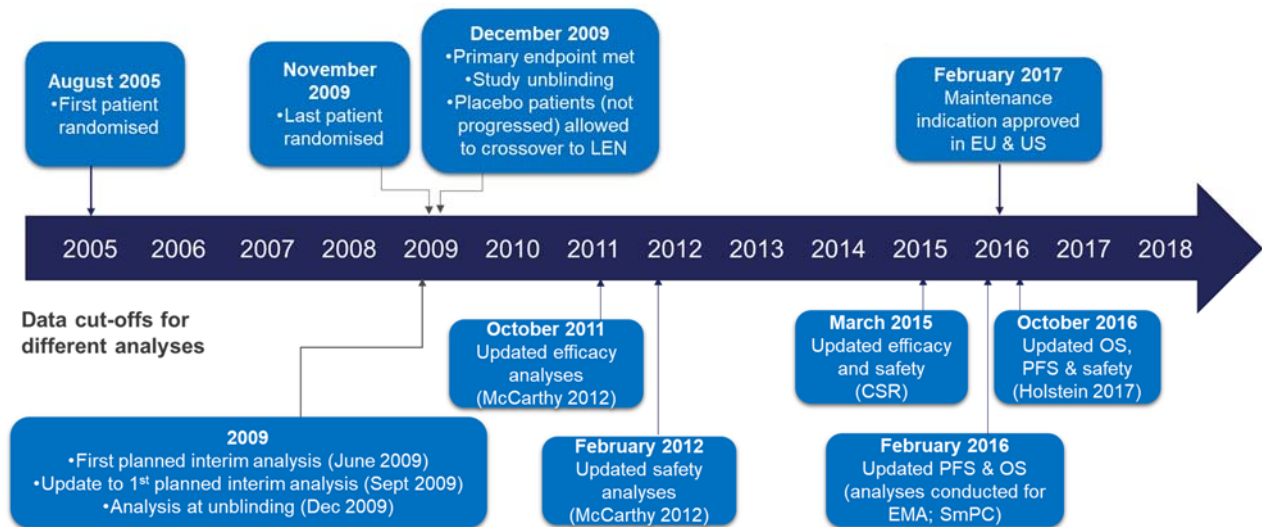 August 2005
•First patient
randomised
November
2009
•Last patient
randomised
December 2009
•Primary endpoint met
•Study unblinding
•Placebo patients (not
progressed) allowed
to crossover to LEN
February 2017
Maintenance
indication approved
in EU & US
2005 2006 2007 2008 2009 2010 2011 2012 2013 2014 2015 2016 2017 2018
Data cut-offs for
different analyses
2009
•First planned interim analysis (June 2009)
•Update to 1st planned interim analysis (Sept 2009)
•Analysis at unblinding (Dec 2009)
October 2011
Updated efficacy
analyses
(McCarthy 2012)
February 2012
Updated safety
analyses
(McCarthy 2012)
March 2015
Updated efficacy
and safety
(CSR)
February 2016
Updated PFS & OS
(analyses conducted for
EMA; SmPC)
October 2016
Updated OS,
PFS & safety
(Holstein 2017)